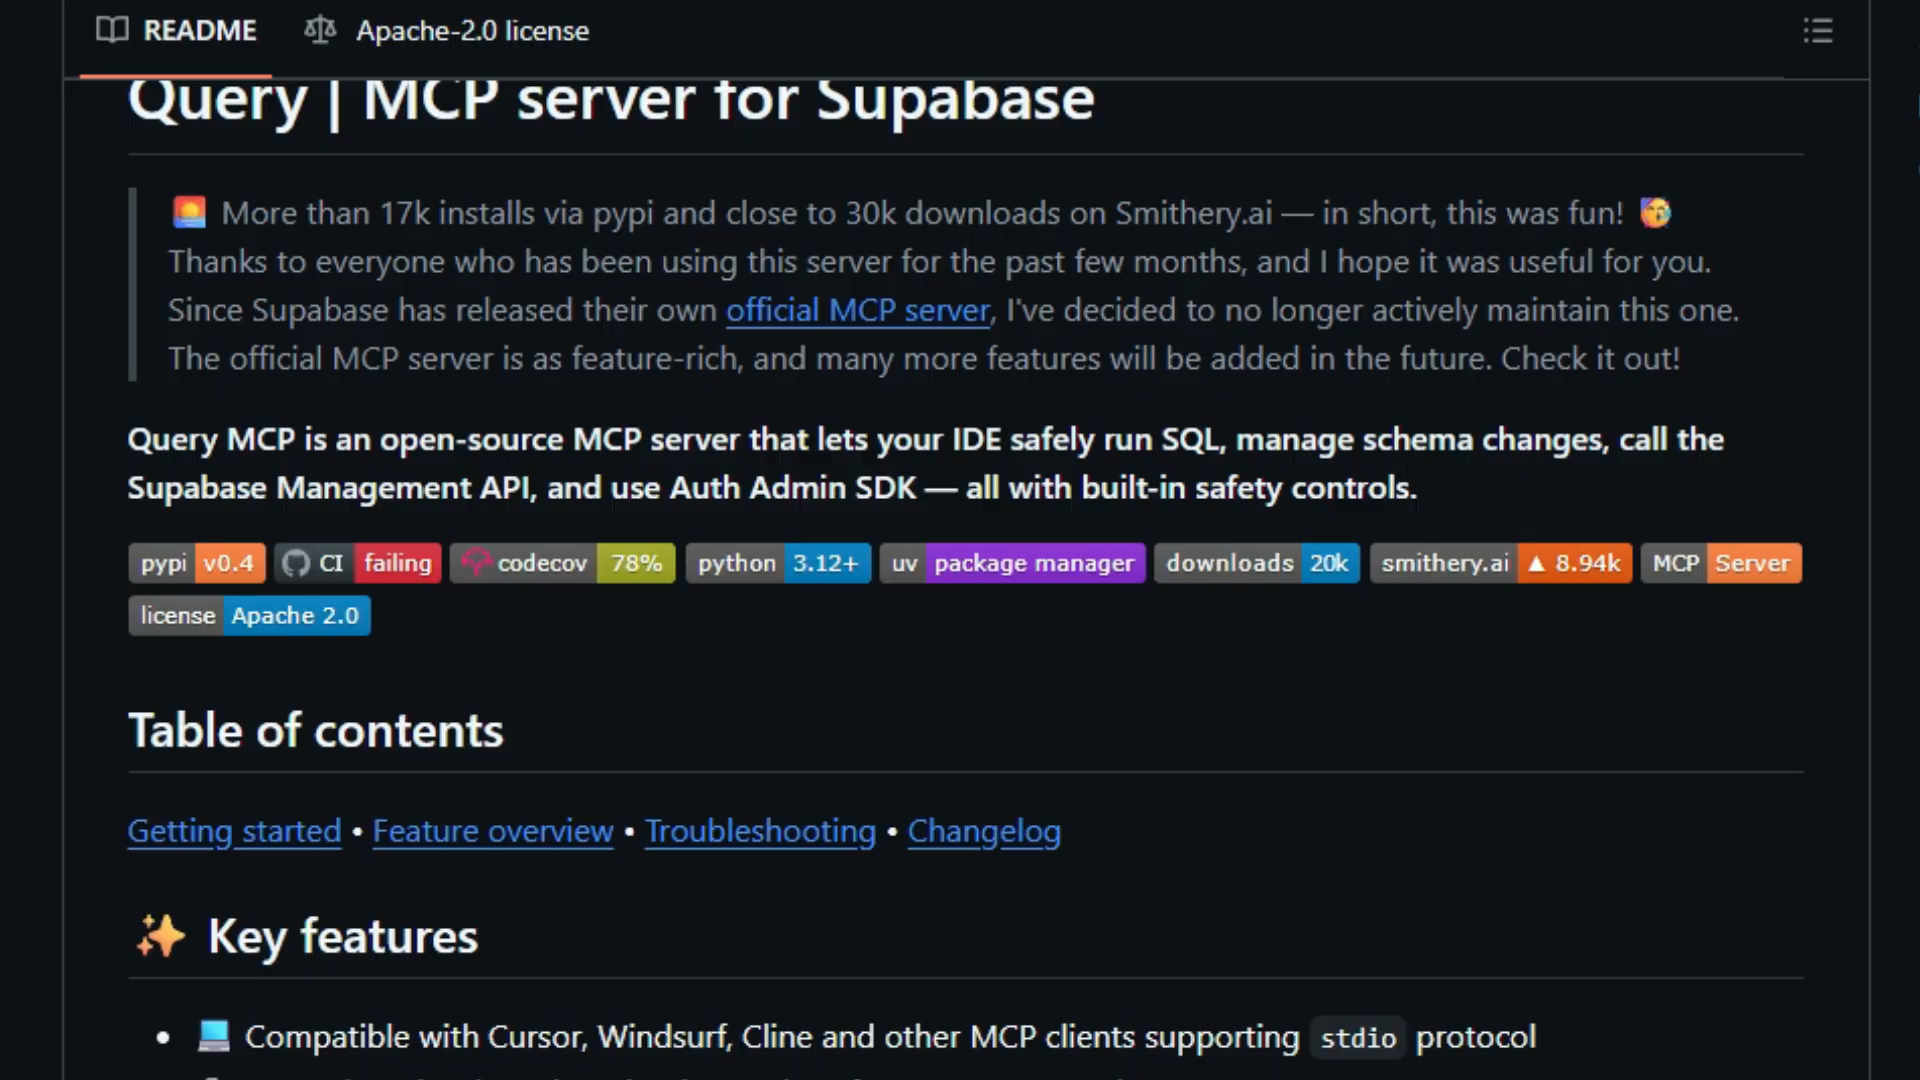 README
Apache-2.0 license
Query | MCP server for Supabase
🌅 More than 17k installs via pypi and close to 30k downloads on Smithery.ai — in short, this was fun! 🥳
Thanks to everyone who has been using this server for the past few months, and I hope it was useful for you.
Since Supabase has released their own official MCP server, I've decided to no longer actively maintain this one.
The official MCP server is as feature-rich, and many more features will be added in the future. Check it out!
Query MCP is an open-source MCP server that lets your IDE safely run SQL, manage schema changes, call the
Supabase Management API, and use Auth Admin SDK — all with built-in safety controls.
pypi v0.4 CI failing codecov 78% python 3.12+ uv package manager downloads 20k smithery.ai ▲ 8.94k MCP Server
license Apache 2.0
Table of contents
Getting started • Feature overview • Troubleshooting • Changelog
✨ Key features
• 💻 Compatible with Cursor, Windsurf, Cline and other MCP clients supporting stdio protocol